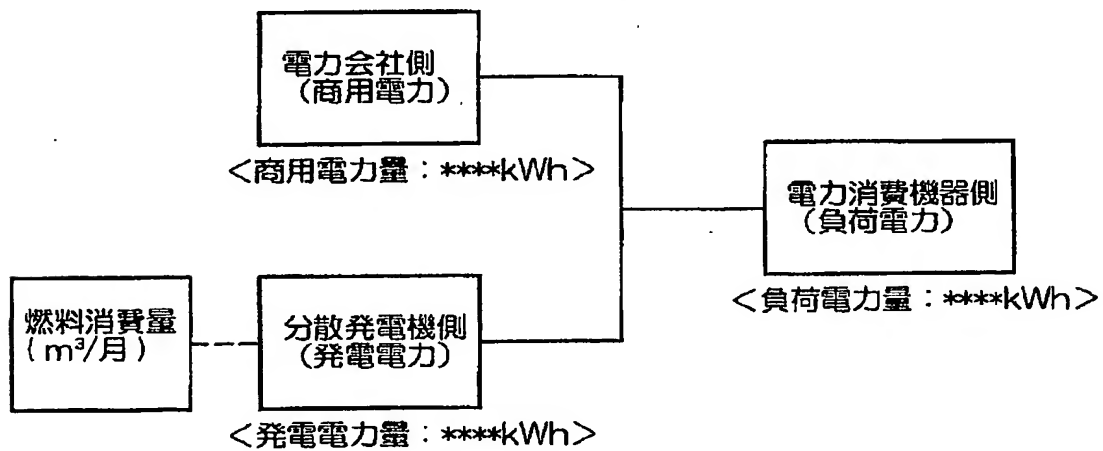 電力会社側
(商用電力)
<商用電力量:****kWh>
電力消費機器側
(負荷電力)
<負荷電力量:****kWh>
燃料消費量
(m³/月)
分散発電機側
(発電電力)
<発電電力量:****kWh>